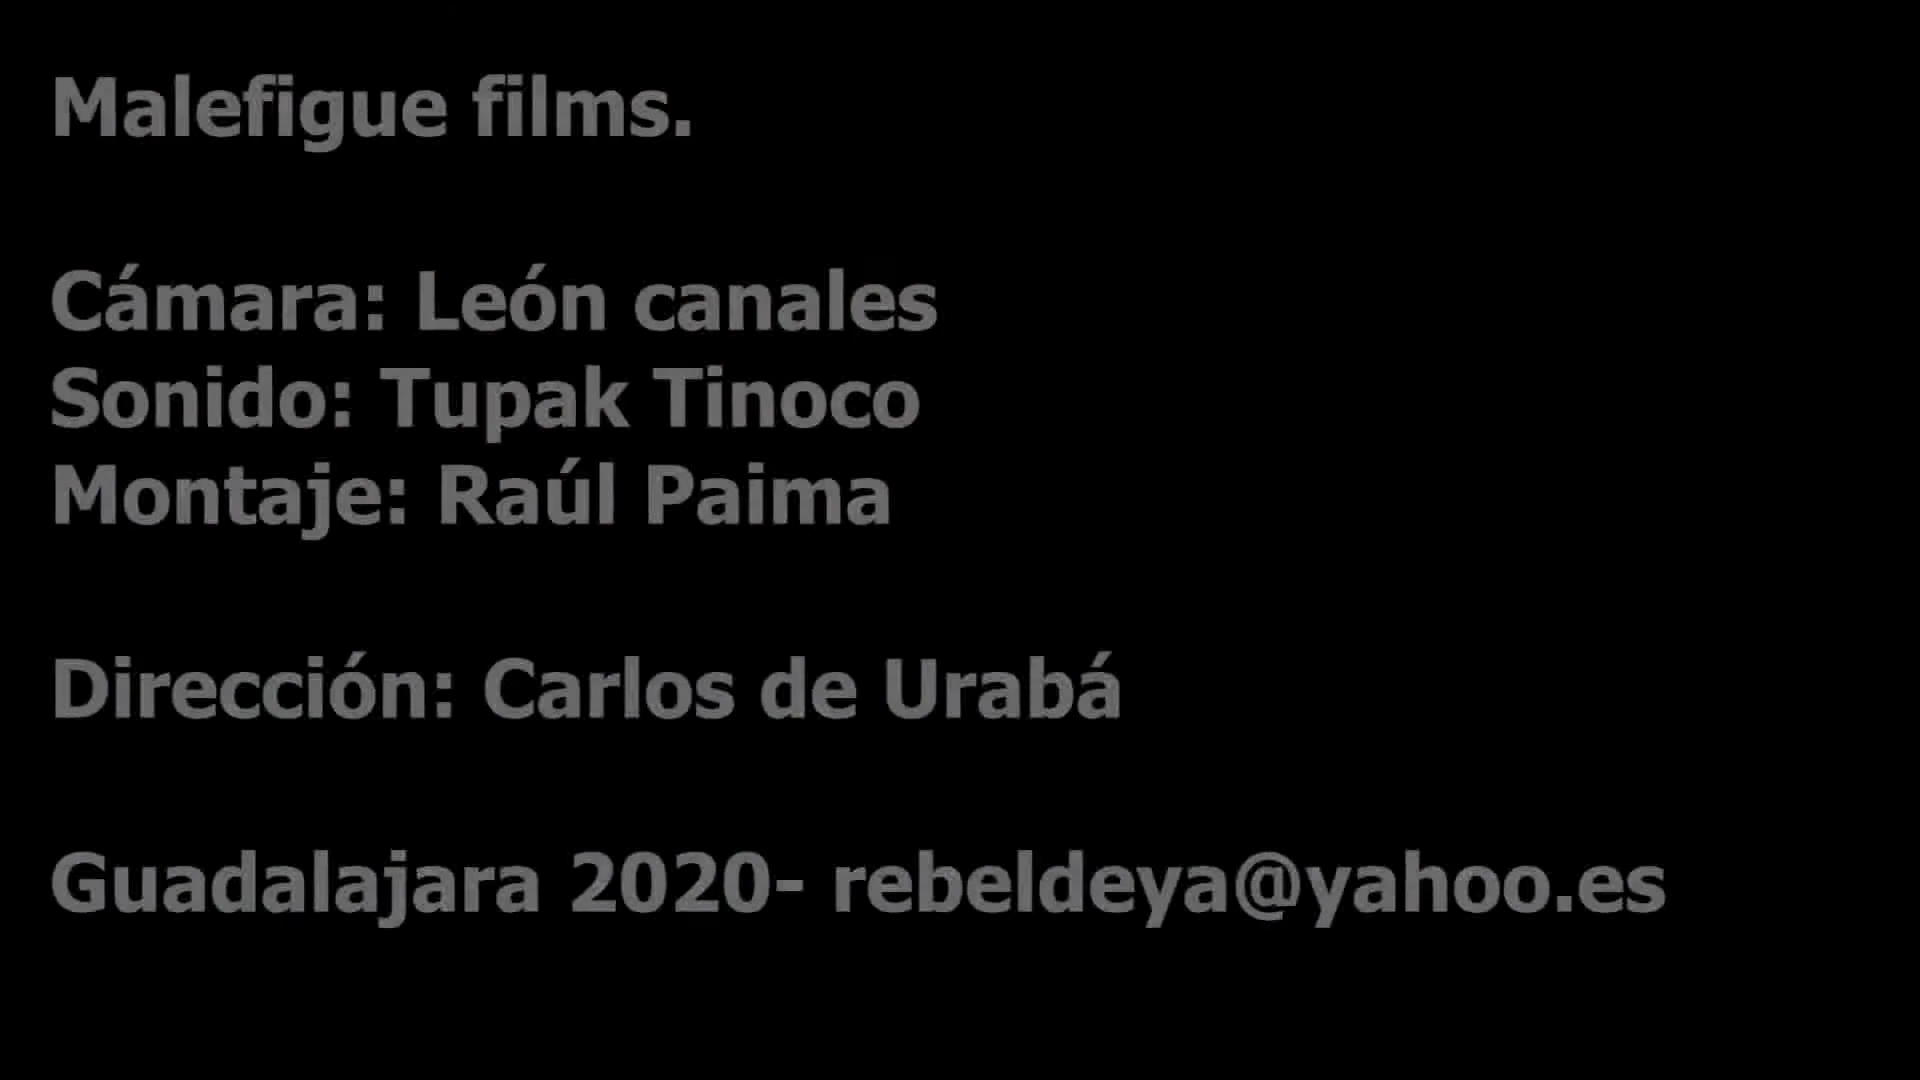 Malefigue films.
Cámara: León canales
Sonido: Tupak Tinoco
Montaje: Raúl Paima
Dirección: Carlos de Urabá
Guadalajara 2020- rebeldeya@yahoo.es